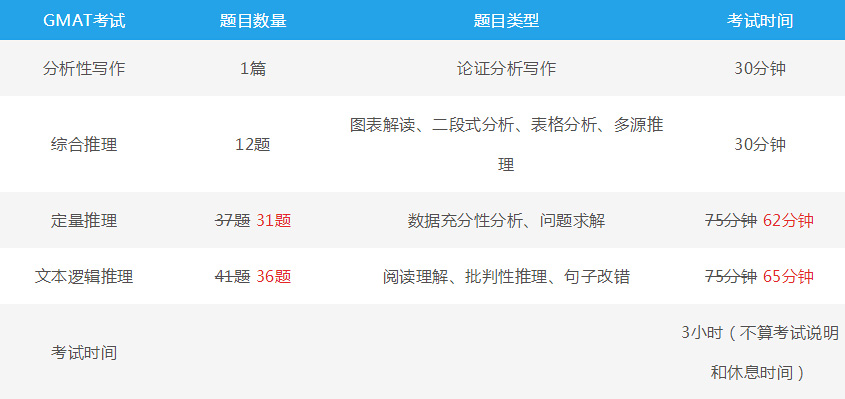 GMAT考试 题目数量 题目类型 考试时间
分析性写作 1篇 论证分析写作 30分钟
综合推理 12题 图表解读、二段式分析、表格分析、多源推
理 30分钟
定量推理 37题 31题 数据充分性分析、问题求解 75分钟 62分钟
文本逻辑推理 41题 36题 阅读理解、批判性推理、句子改错 75分钟 65分钟
考试时间 3小时（不算考试说明
和休息时间）